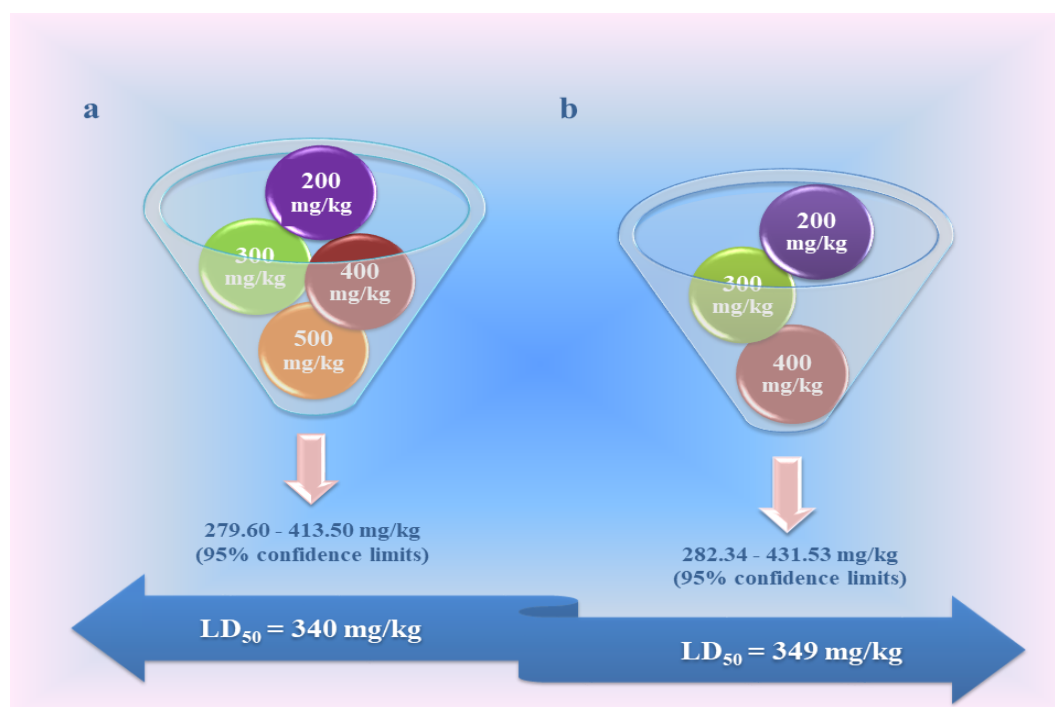 a
200
mg/kg
300
mg/kg
400
mg/kg
500
mg/kg
279.60 - 413.50 mg/kg
(95% confidence limits)
LD₅₀ = 340 mg/kg
b
200
mg/kg
300
mg/kg
400
mg/kg
282.34 - 431.53 mg/kg
(95% confidence limits)
LD₅₀ = 349 mg/kg